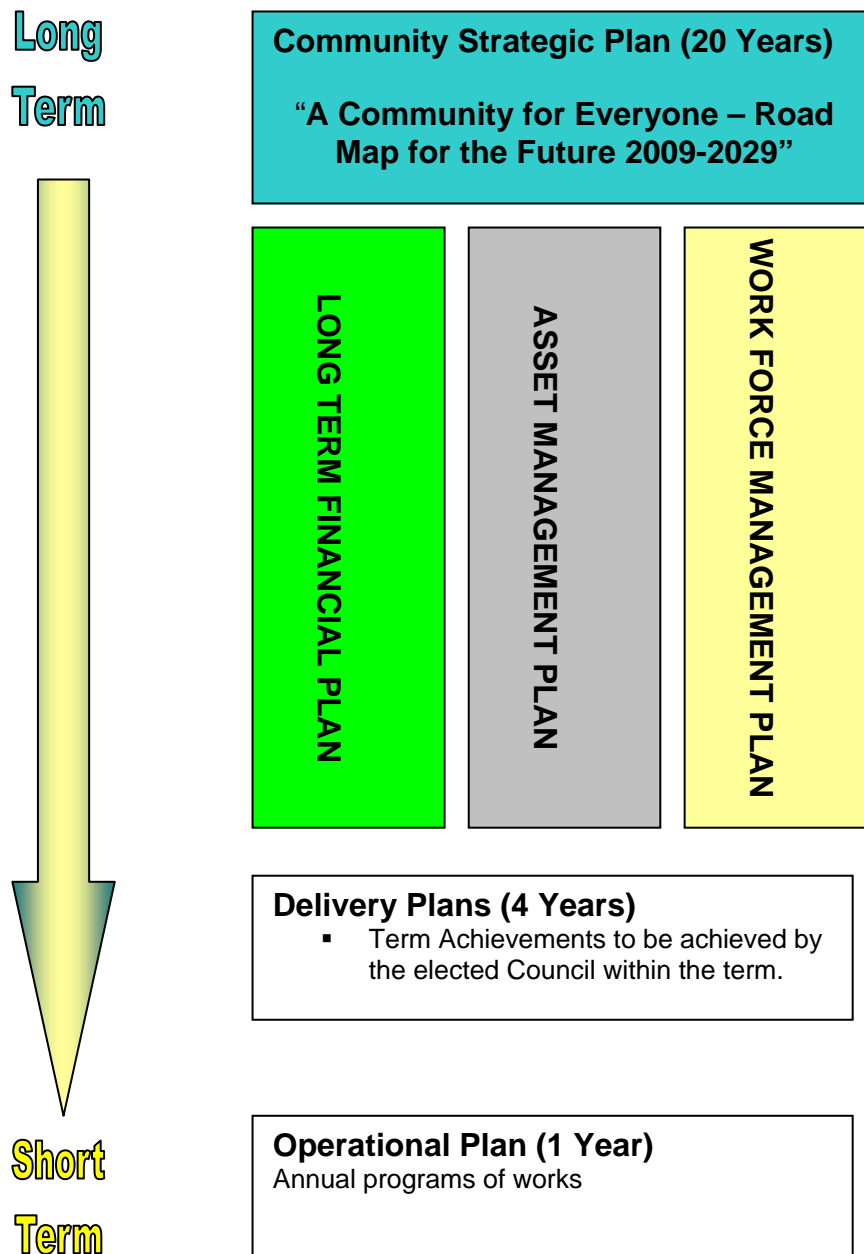 Long
Term
Community Strategic Plan (20 Years)
“A Community for Everyone – Road
Map for the Future 2009-2029”
LONG TERM FINANCIAL PLAN
ASSET MANAGEMENT PLAN
WORK FORCE MANAGEMENT PLAN
Delivery Plans (4 Years)
▪ Term Achievements to be achieved by
the elected Council within the term.
Short
Term
Operational Plan (1 Year)
Annual programs of works